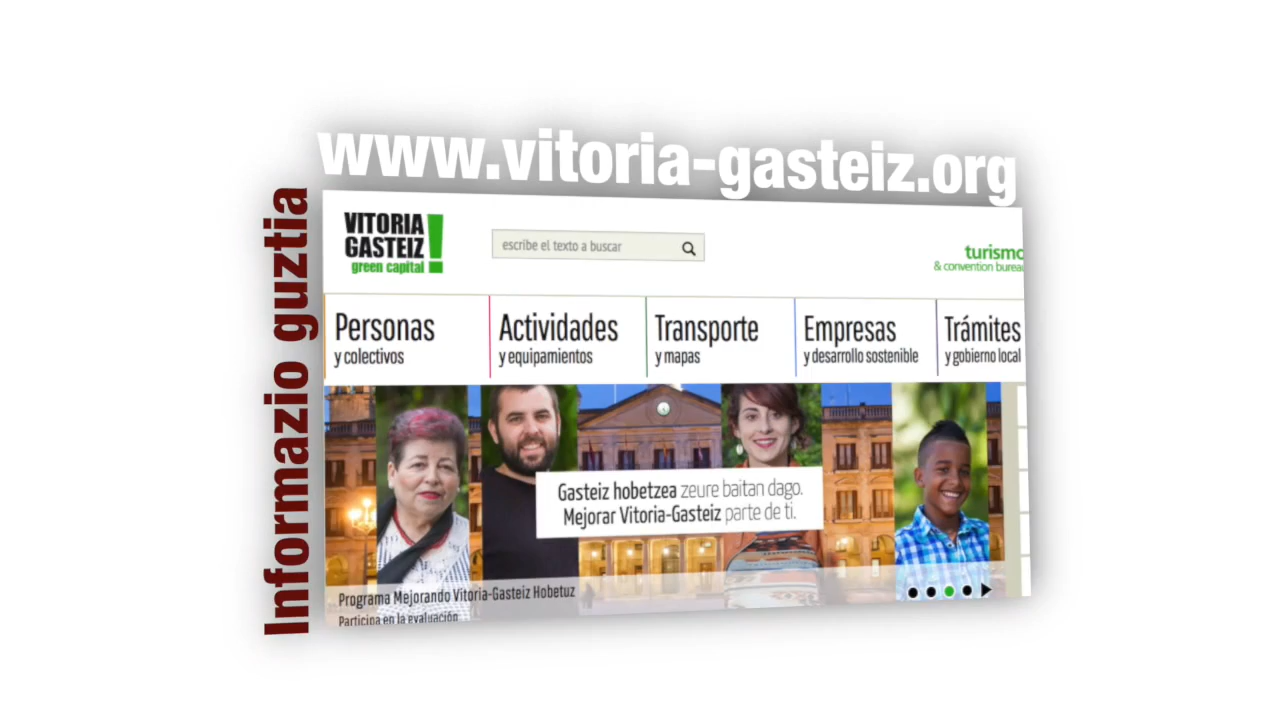 www.vitoria-gasteiz.org
Informazio guztia
VITORIA
GASTEIZ!
green capital
escribe el texto a buscar
turismo
& convention bureau
Personas
y colectivos
Actividades
y equipamientos
Transporte
y mapas
Empresas
y desarrollo sostenible
Trámites
y gobierno local
Gasteiz hobetzea zeure baitan dago.
Mejorar Vitoria-Gasteiz parte de ti.
Programa Mejorando Vitoria-Gasteiz Hobetuz
Participa en la evaluación